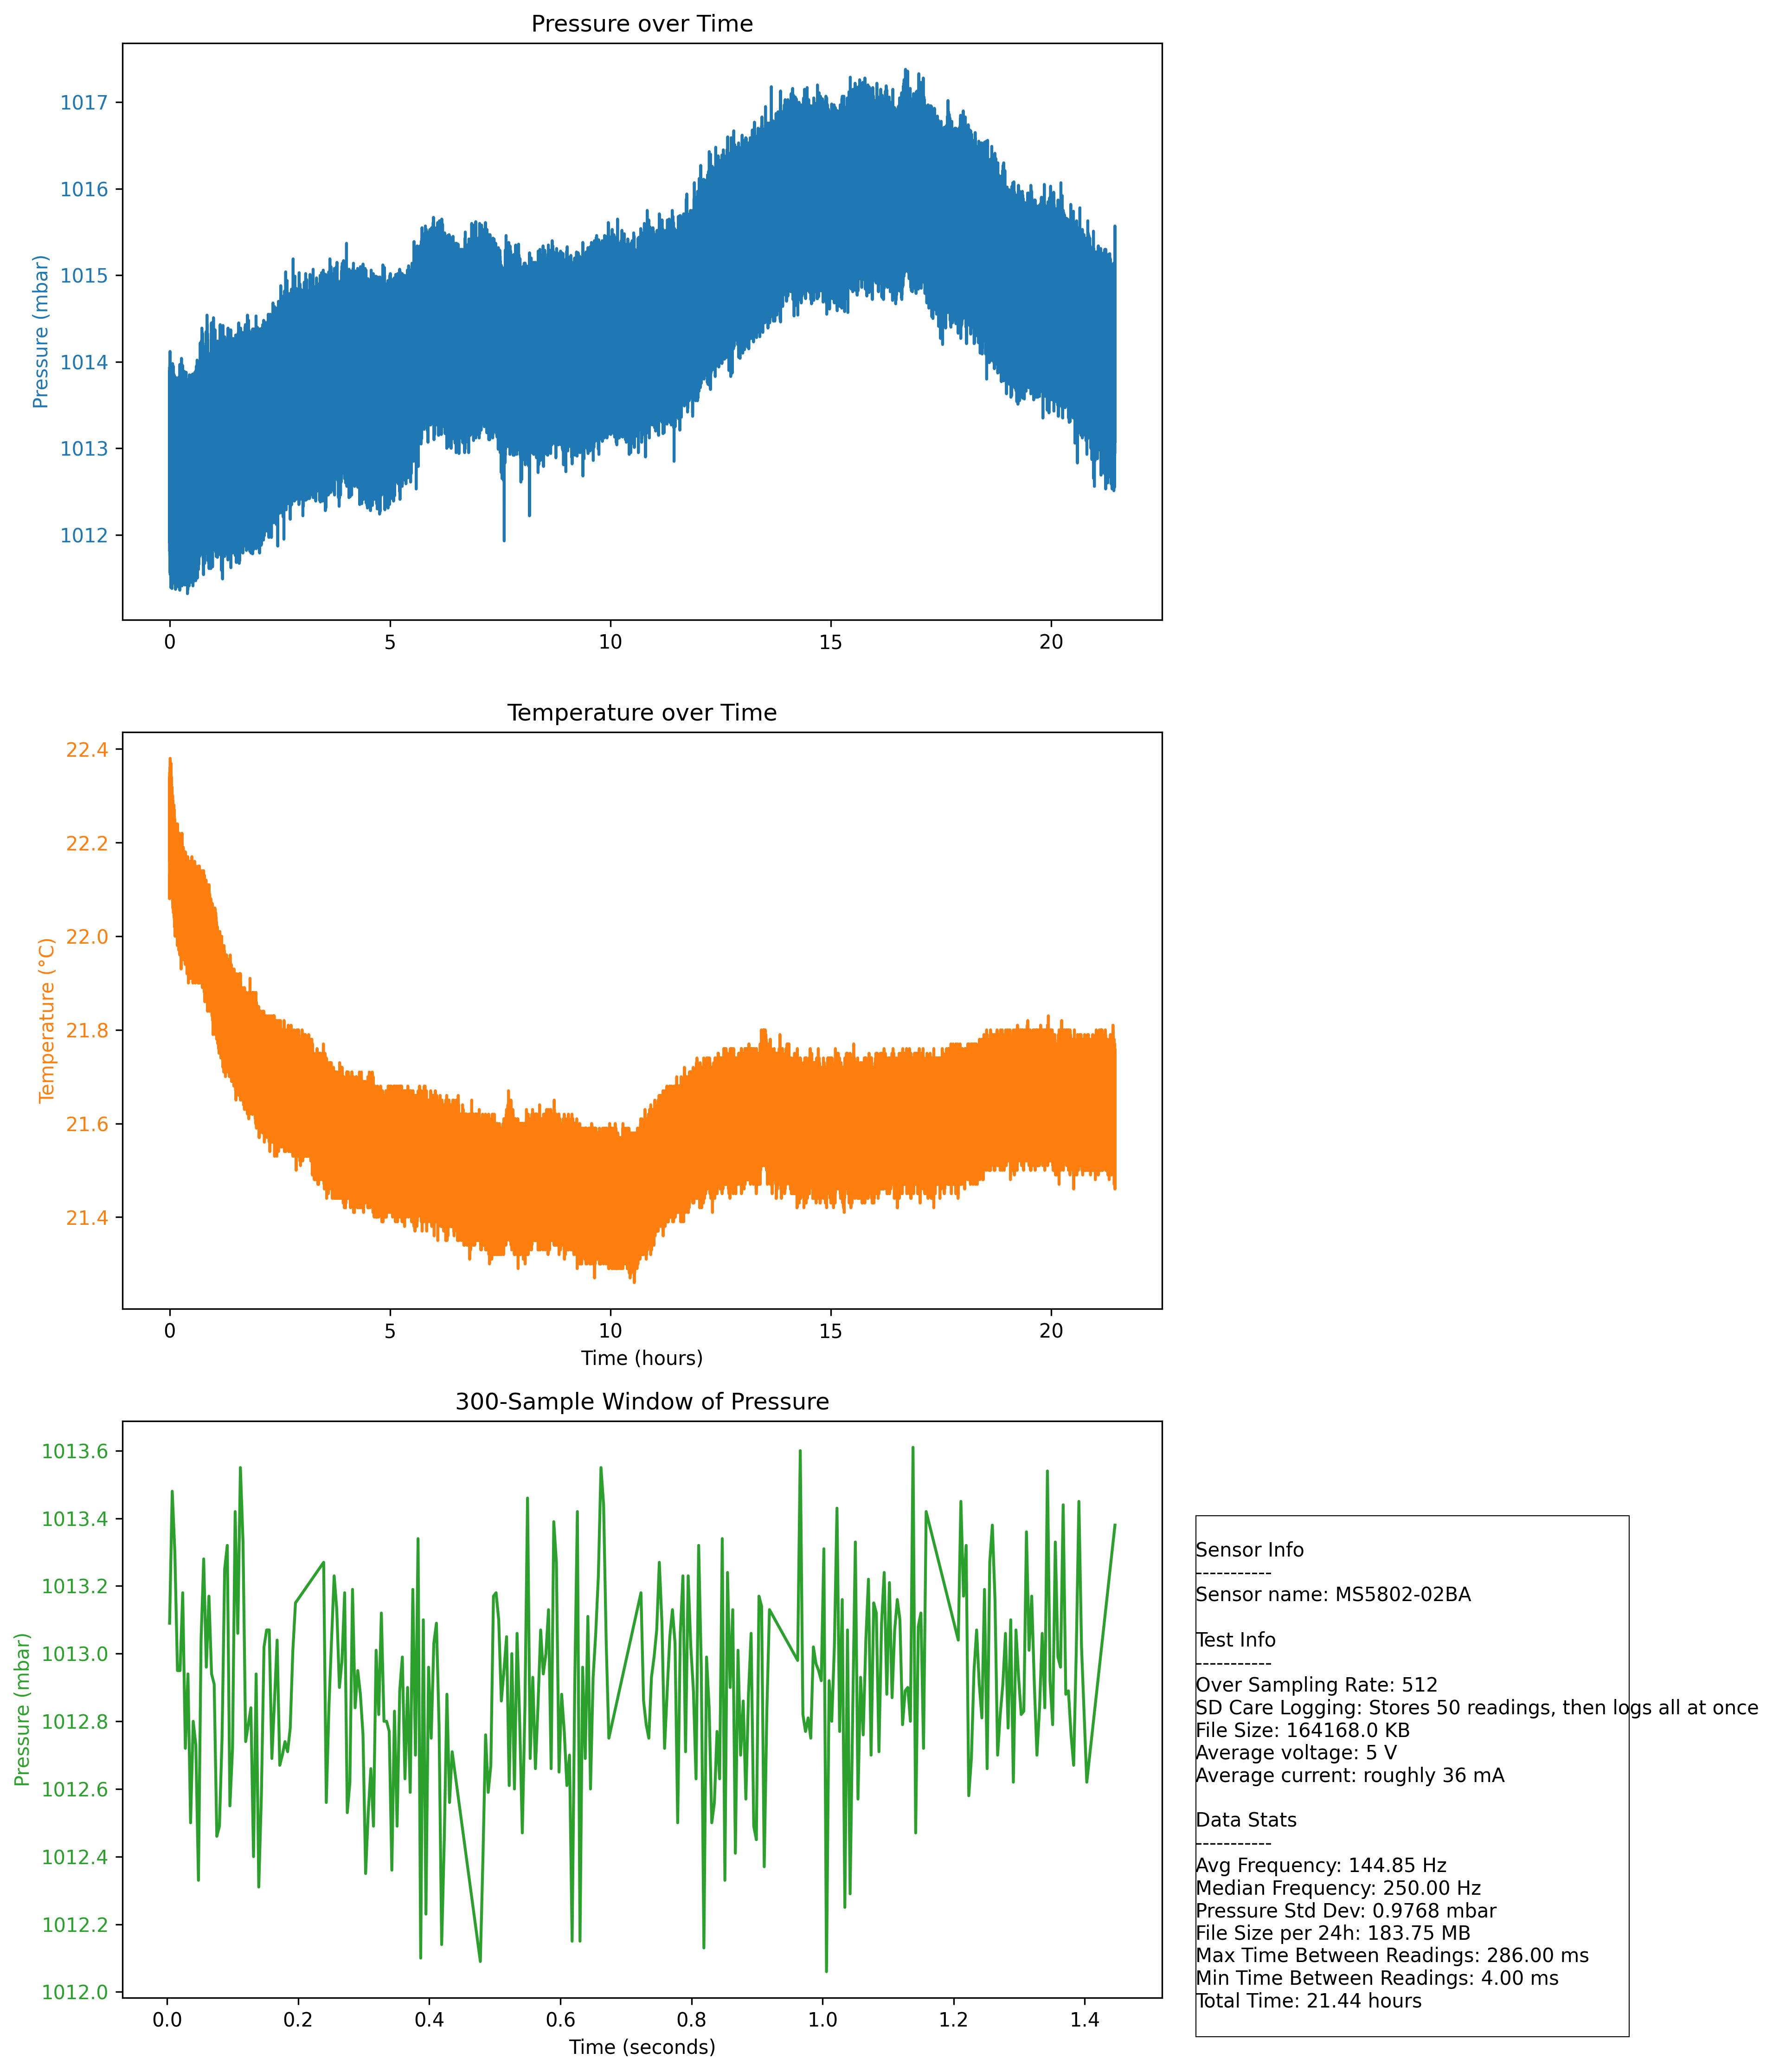 Pressure over Time
Pressure (mbar)
1017
1016
1015
1014
1013
1012
0 5 10 15 20
Temperature over Time
Temperature (°C)
22.4
22.2
22.0
21.8
21.6
21.4
0 5 10 15 20
Time (hours)
300-Sample Window of Pressure
Pressure (mbar)
1013.6
1013.4
1013.2
1013.0
1012.8
1012.6
1012.4
1012.2
1012.0
0.0 0.2 0.4 0.6 0.8 1.0 1.2 1.4
Time (seconds)
Sensor Info
-----------
Sensor name: MS5802-02BA
Test Info
-----------
Over Sampling Rate: 512
SD Care Logging: Stores 50 readings, then logs all at once
File Size: 164168.0 KB
Average voltage: 5 V
Average current: roughly 36 mA
Data Stats
-----------
Avg Frequency: 144.85 Hz
Median Frequency: 250.00 Hz
Pressure Std Dev: 0.9768 mbar
File Size per 24h: 183.75 MB
Max Time Between Readings: 286.00 ms
Min Time Between Readings: 4.00 ms
Total Time: 21.44 hours